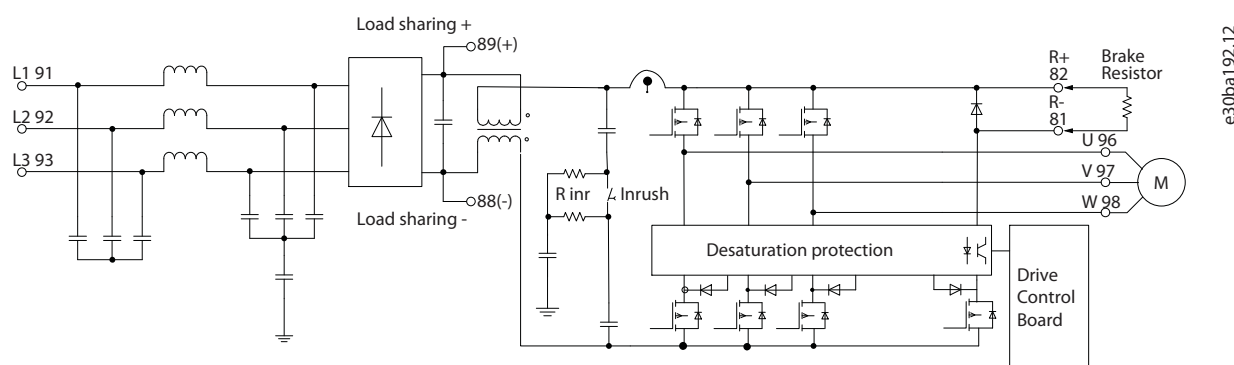 Load sharing +
89(+)
L1 91
L2 92
L3 93
88(-)
Load sharing -
R inr
Inrush
R+
82
R-
81
Brake
Resistor
U 96
V 97
W 98
M
Desaturation protection
Drive
Control
Board
e30ba192.12